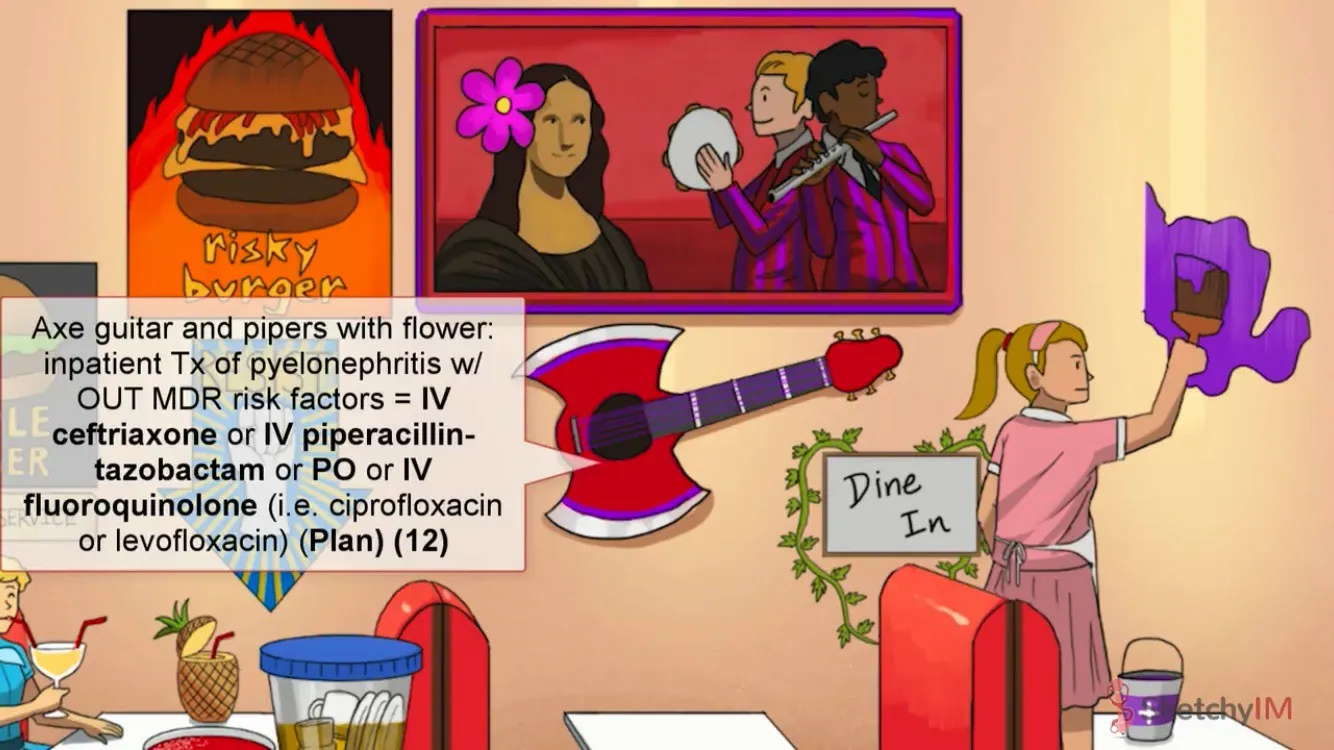 risky
burger
Axe guitar and pipers with flower:
inpatient Tx of pyelonephritis w/
OUT MDR risk factors = IV
ceftriaxone or IV piperacillin-
tazobactam or PO or IV
fluoroquinolone (i.e. ciprofloxacin
or levofloxacin) (Plan) (12)
RESIST
LE
ER
SERVICE
Dine
In
SketchyIM